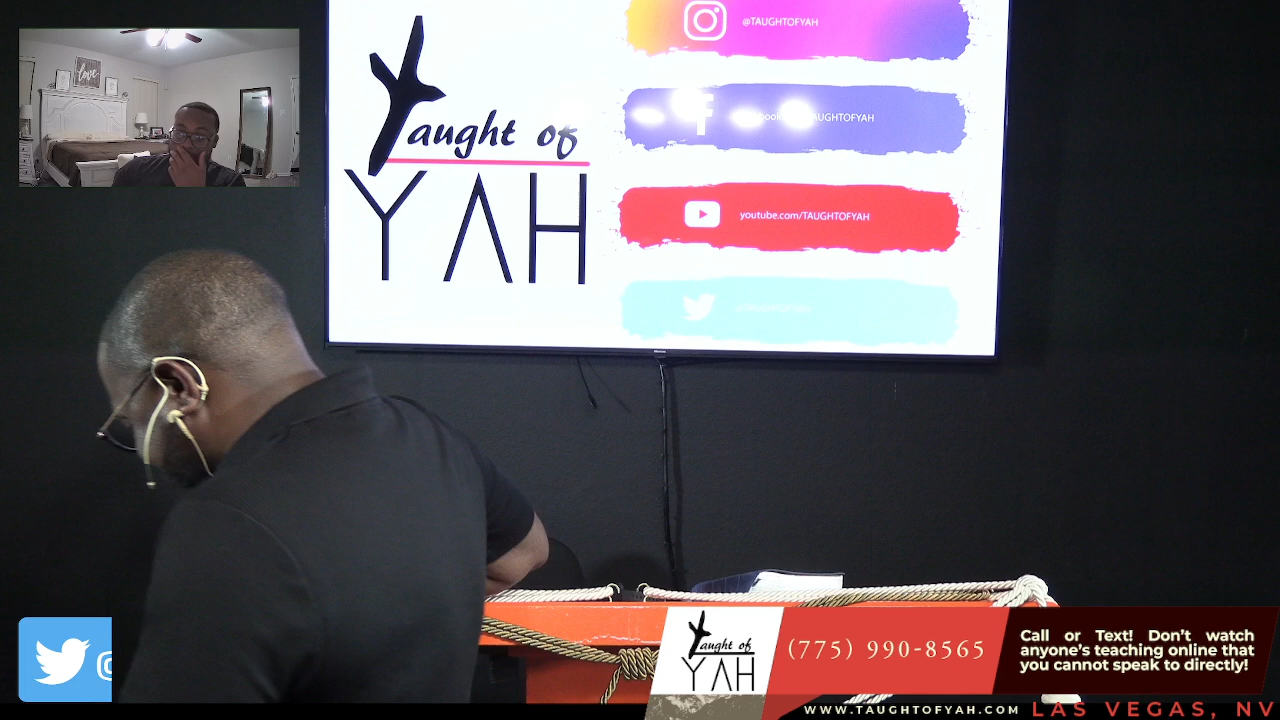 love
@TAUGHTOFYAH
Taught of
YAH
youtube.com/TAUGHTOFYAH
Taught of
YAH
(775) 990-8565
Call or Text! Don't watch
anyone's teaching online that
you cannot speak to directly!
WWW.TAUGHTOFYAH.COM
LAS VEGAS, NV